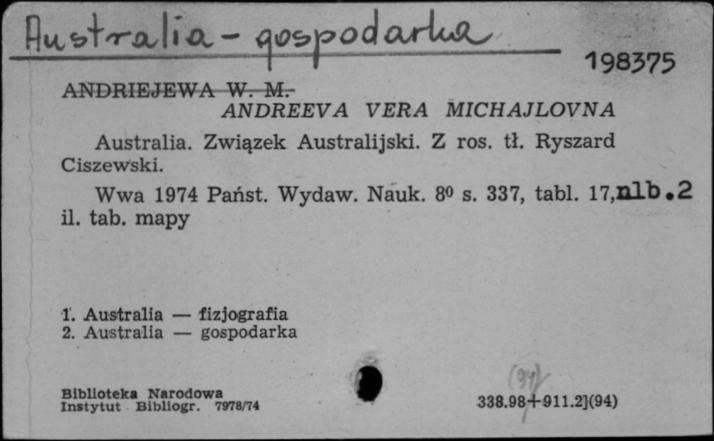 Australia - gospodarka
198375
ANDRIEJEWA W. M.
ANDREEVA VERA MICHAJLOVNA
Australia. Związek Australijski. Z ros. tł. Ryszard
Ciszewski.
Wwa 1974 Państ. Wydaw. Nauk. 8⁰ s. 337, tabl. 17,nlb.2
il. tab. mapy
1. Australia — fizjografia
2. Australia — gospodarka
(94)
Biblioteka Narodowa
Instytut Bibliogr. 7978/74
338.98+911.2](94)